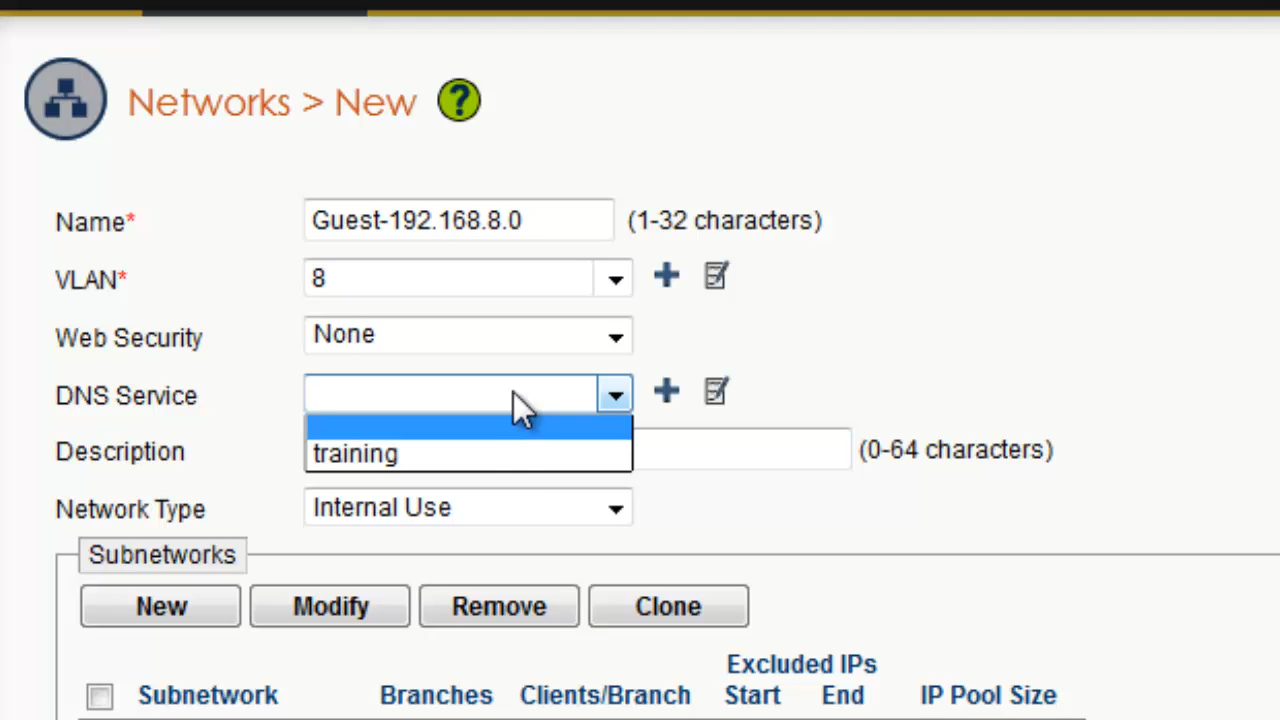 Networks > New ?
Name* Guest-192.168.8.0 (1-32 characters)
VLAN* 8
Web Security None
DNS Service
training
Description (0-64 characters)
Network Type Internal Use
Subnetworks
New Modify Remove Clone
Excluded IPs
Subnetwork Branches Clients/Branch Start End IP Pool Size